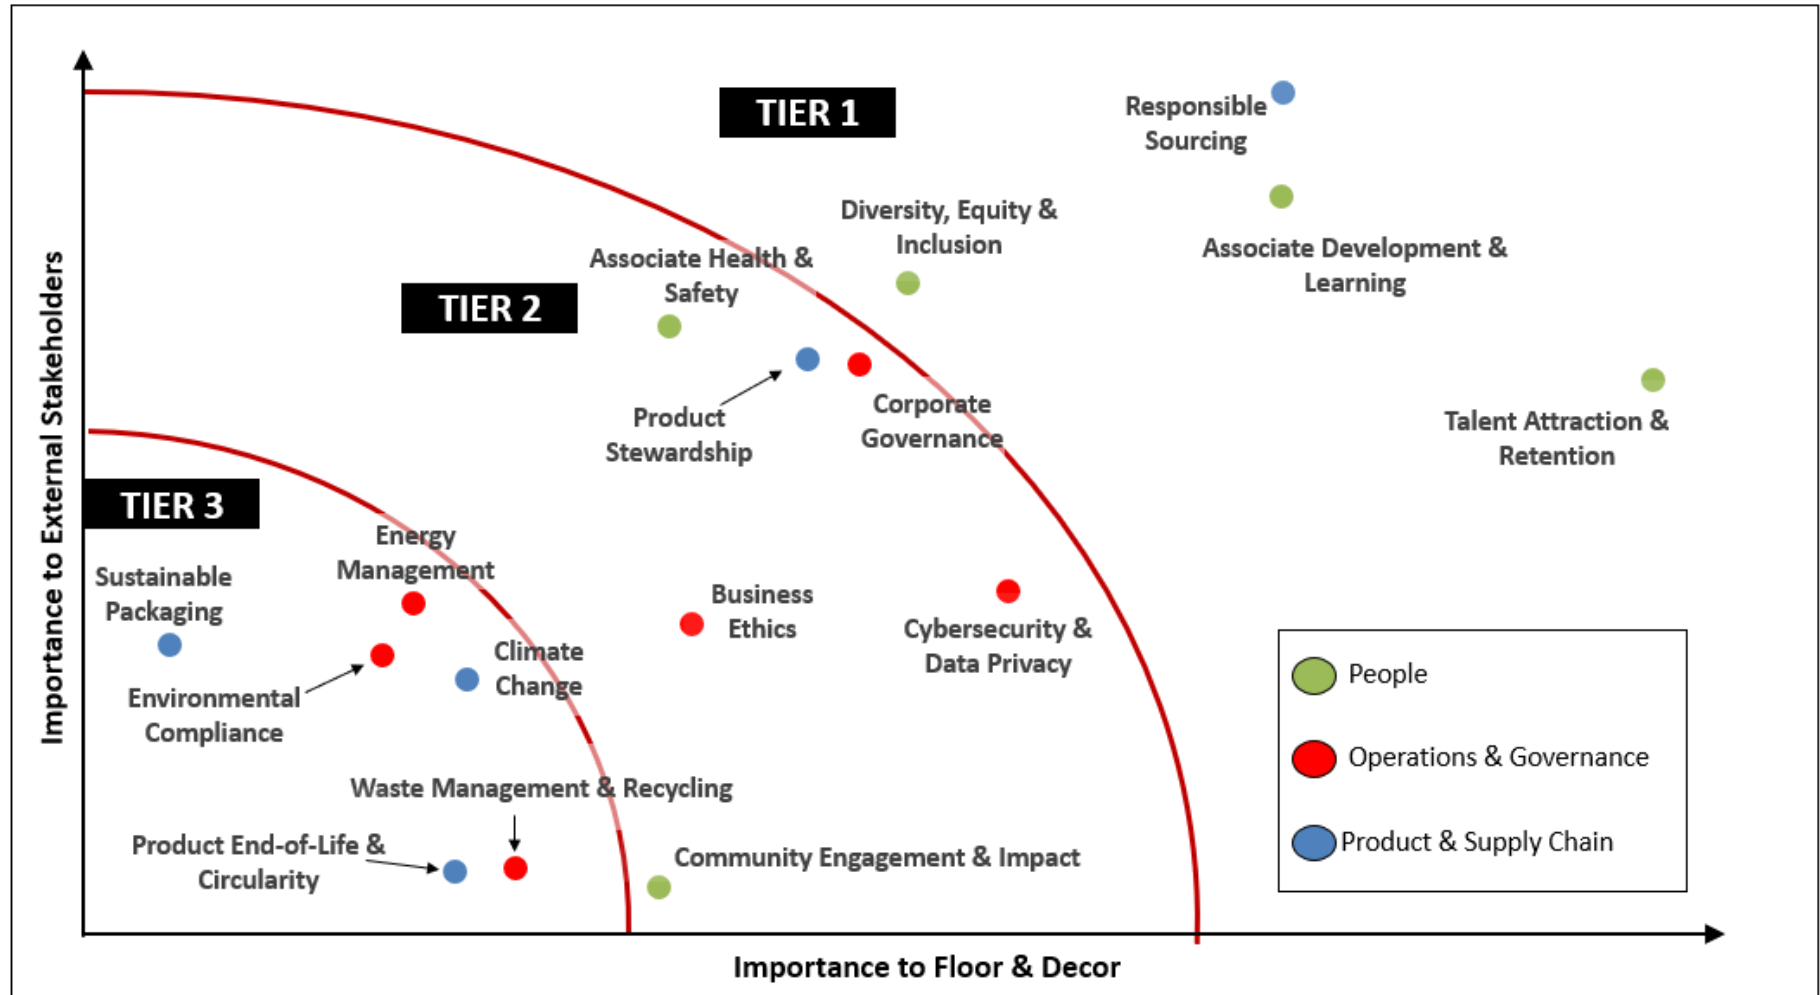 TIER 1
Responsible
Sourcing
Diversity, Equity &
Inclusion
Associate Development &
Learning
Associate Health &
Safety
TIER 2
Product
Stewardship
Corporate
Governance
Talent Attraction &
Retention
TIER 3
Energy
Management
Sustainable
Packaging
Business
Ethics
Cybersecurity &
Data Privacy
Climate
Change
Environmental
Compliance
Waste Management & Recycling
Product End-of-Life &
Circularity
Community Engagement & Impact
People
Operations & Governance
Product & Supply Chain
Importance to External Stakeholders
Importance to Floor & Decor